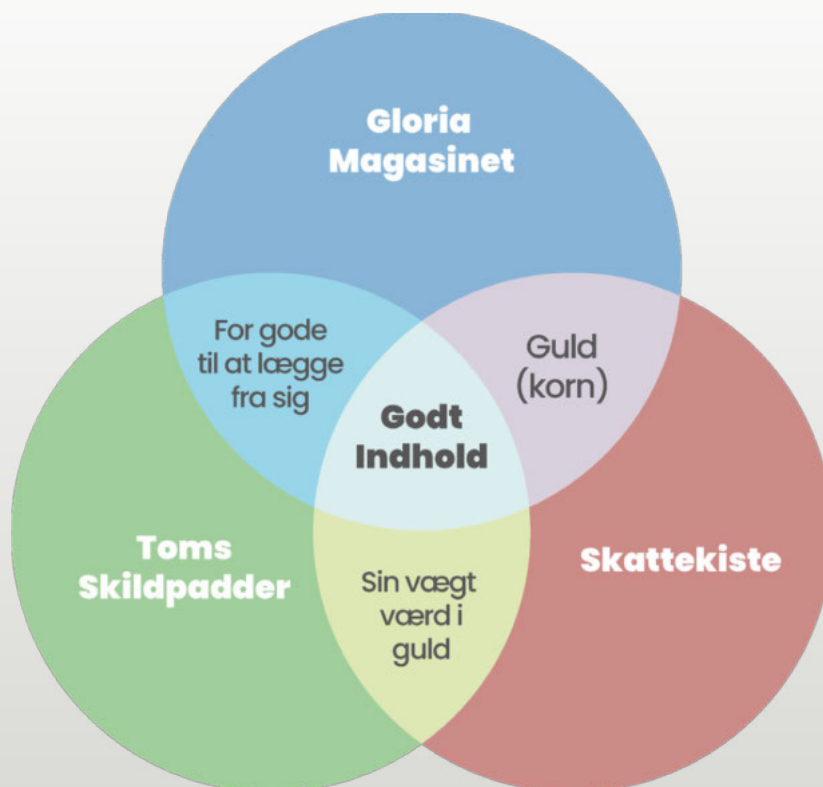 Gloria
Magasinet
For gode
til at lægge
fra sig
Guld
(korn)
Godt
Indhold
Toms
Skildpadder
Skattekiste
Sin vægt
værd i
guld